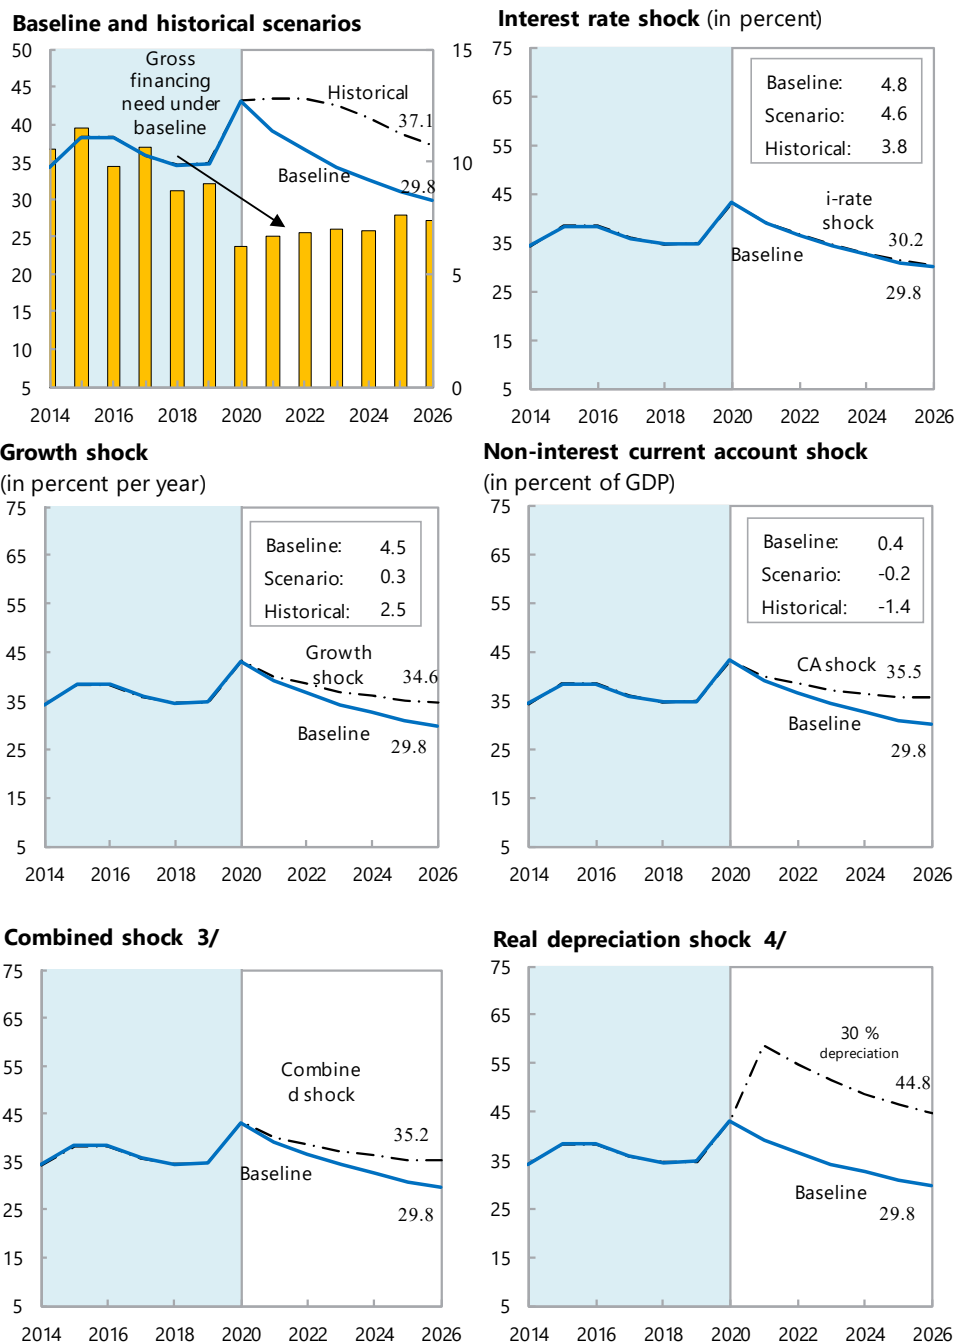 Baseline and historical scenarios
50
45
40
35
30
25
20
15
10
5
15
10
5
0
Gross
financing
need under
baseline
Historical
37.1
Baseline
29.8
2014 2016 2018 2020 2022 2024 2026
Interest rate shock (in percent)
75
65
55
45
35
25
15
5
Baseline: 4.8
Scenario: 4.6
Historical: 3.8
i-rate
shock
30.2
Baseline
29.8
2014 2016 2018 2020 2022 2024 2026
Growth shock
(in percent per year)
75
65
55
45
35
25
15
5
Baseline: 4.5
Scenario: 0.3
Historical: 2.5
Growth
shock
34.6
Baseline
29.8
2014 2016 2018 2020 2022 2024 2026
Non-interest current account shock
(in percent of GDP)
75
65
55
45
35
25
15
5
Baseline: 0.4
Scenario: -0.2
Historical: -1.4
CA shock
35.5
Baseline
29.8
2014 2016 2018 2020 2022 2024 2026
Combined shock 3/
75
65
55
45
35
25
15
5
Combine
d shock
35.2
Baseline
29.8
2014 2016 2018 2020 2022 2024 2026
Real depreciation shock 4/
75
65
55
45
35
25
15
5
30 %
depreciation
44.8
Baseline
29.8
2014 2016 2018 2020 2022 2024 2026